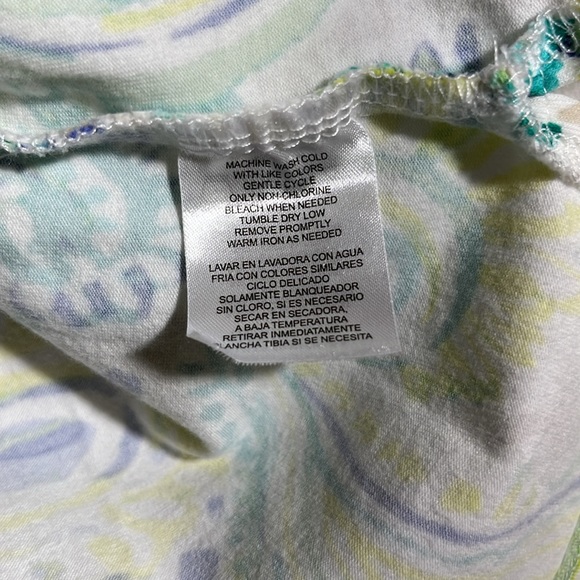 MACHINE WASH COLD
WITH LIKE COLORS
GENTLE CYCLE
ONLY NON-CHLORINE
BLEACH WHEN NEEDED
TUMBLE DRY LOW
REMOVE PROMPTLY
WARM IRON AS NEEDED
LAVAR EN LAVADORA CON AGUA
FRIA CON COLORES SIMILARES
CICLO DELICADO
SOLAMENTE BLANQUEADOR
SIN CLORO, SI ES NECESARIO
SECAR EN SECADORA,
A BAJA TEMPERATURA
RETIRAR INMEDIATAMENTE
PLANCHA TIBIA SI SE NECESITA